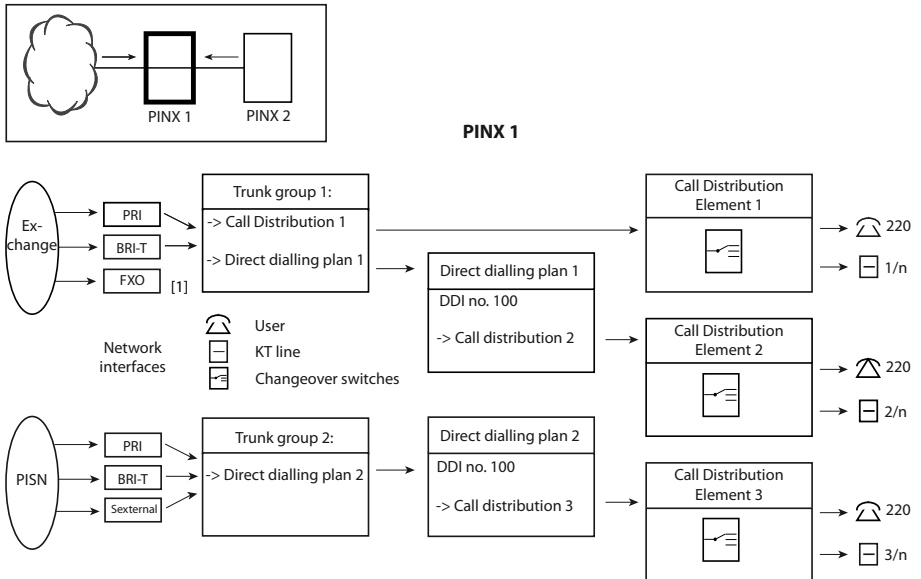 PINX 1
PINX 2
PINX 1
Ex-
change
PRI
BRI-T
FXO
[1]
Trunk group 1:
-> Call Distribution 1
-> Direct dialling plan 1
Direct dialling plan 1
DDI no. 100
-> Call distribution 2
Call Distribution
Element 1
220
1/n
Call Distribution
Element 2
220
2/n
Network
interfaces
User
KT line
Changeover switches
PISN
PRI
BRI-T
Sexternal
Trunk group 2:
-> Direct dialling plan 2
Direct dialling plan 2
DDI no. 100
-> Call distribution 3
Call Distribution
Element 3
220
3/n